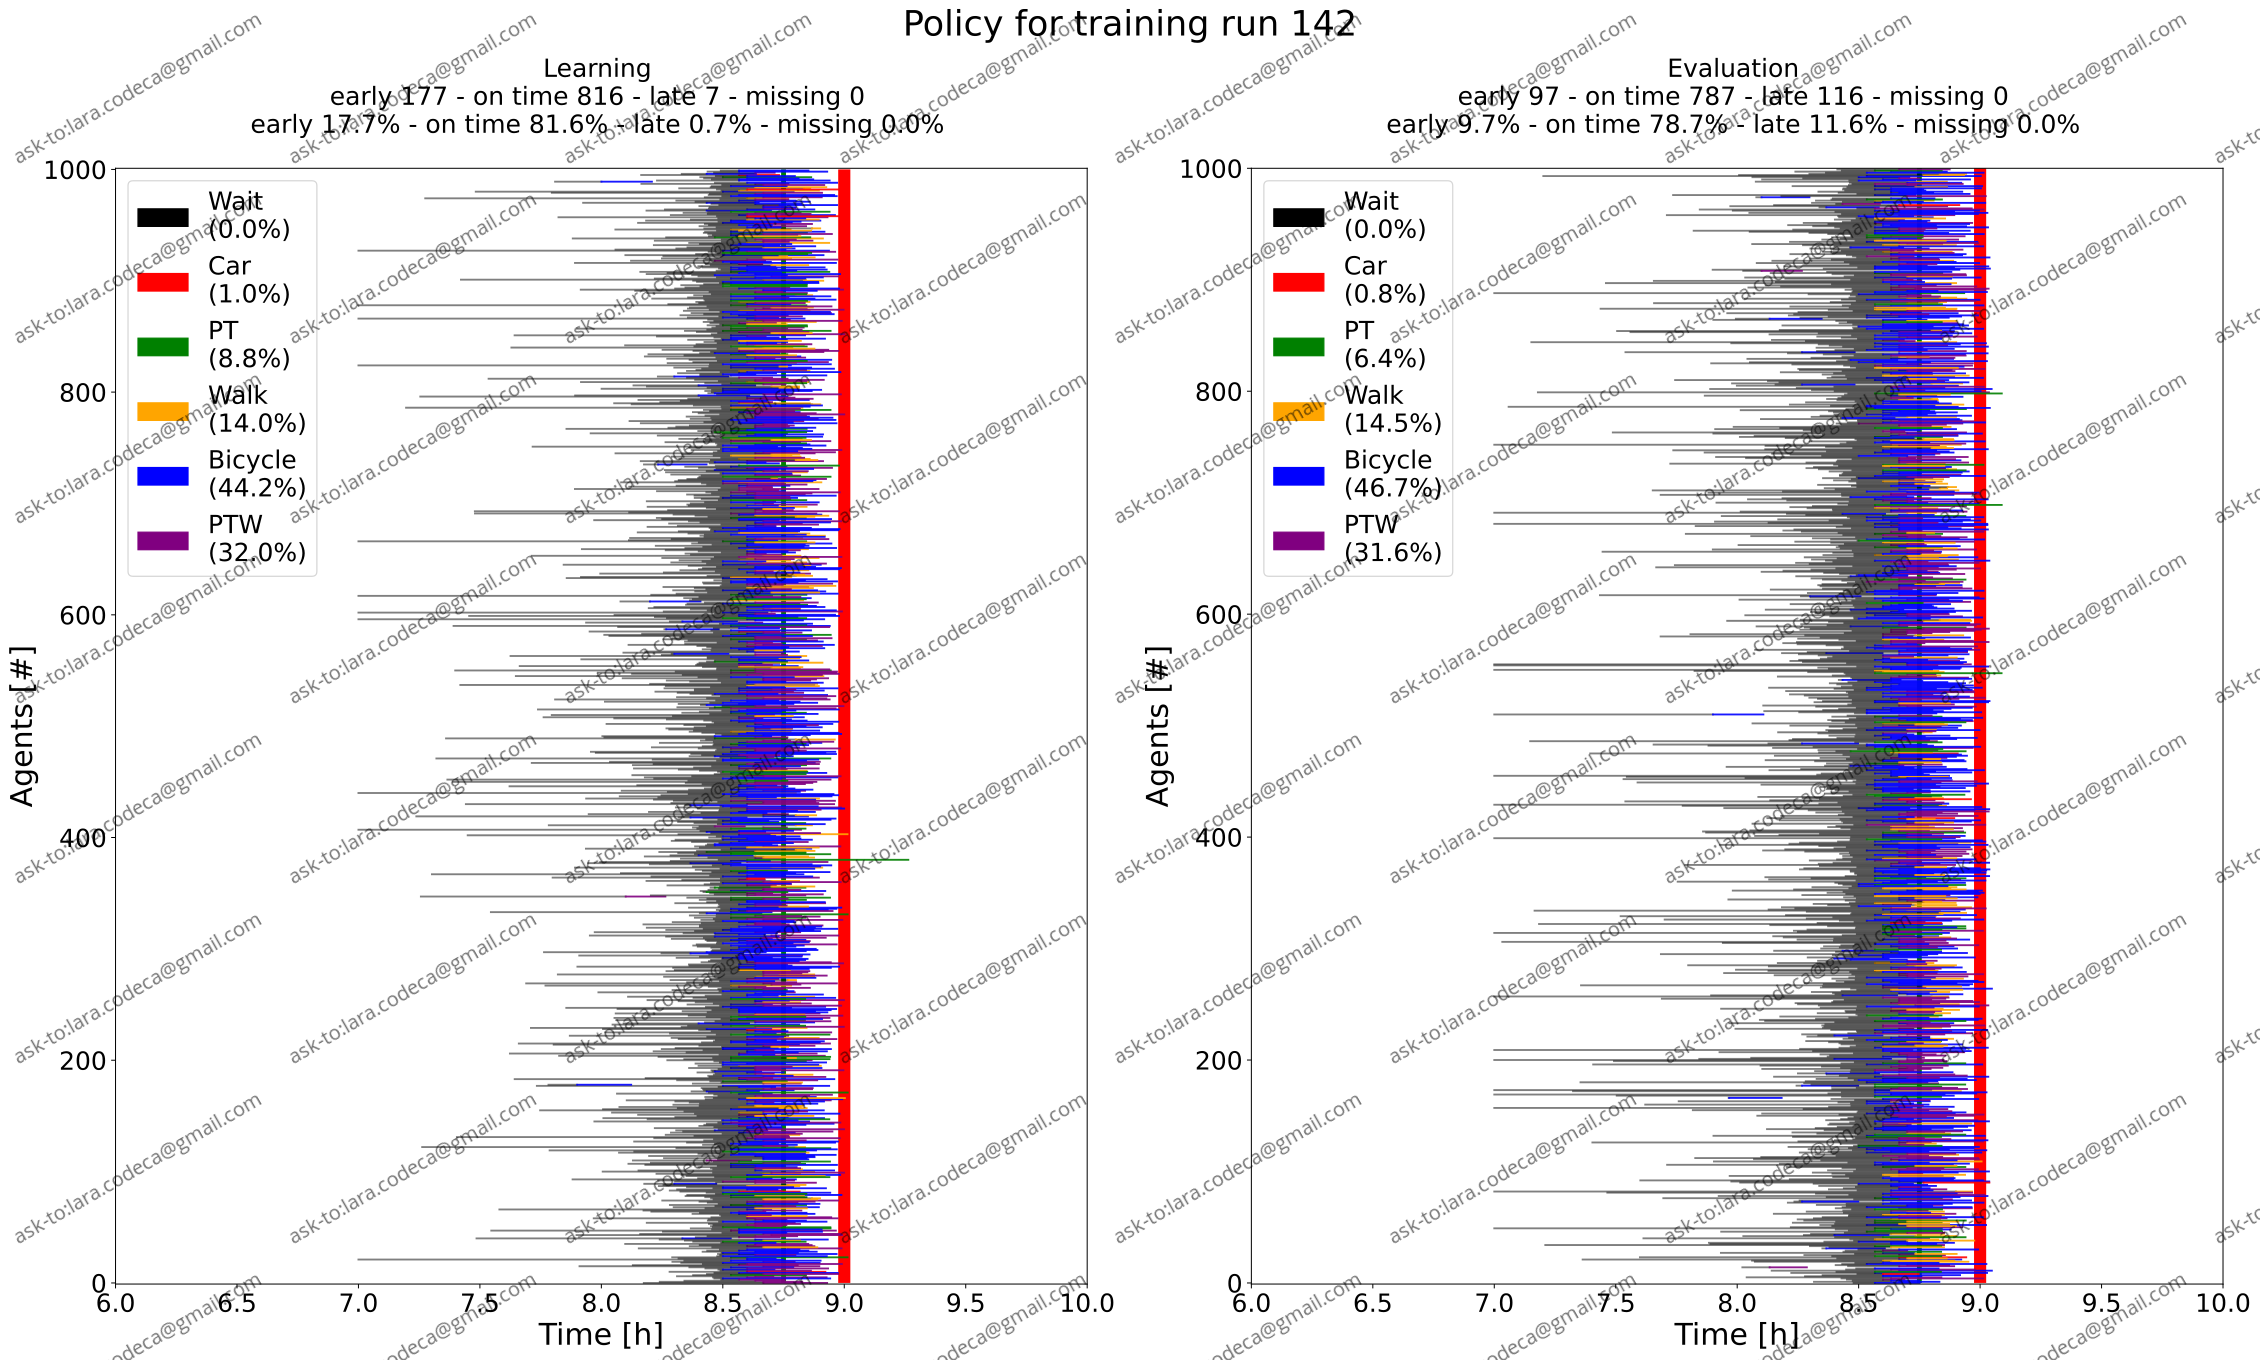 Policy for training run 142
Learning
early 177 - on time 816 - late 7 - missing 0
early 17.7% - on time 81.6% - late 0.7% - missing 0.0%
1000
800
600
400
200
0
Agents [#]
Wait
(0.0%)
Car
(1.0%)
PT
(8.8%)
Walk
(14.0%)
Bicycle
(44.2%)
PTW
(32.0%)
6.0 6.5 7.0 7.5 8.0 8.5 9.0 9.5 10.0
Time [h]
Evaluation
early 97 - on time 787 - late 116 - missing 0
early 9.7% - on time 78.7% - late 11.6% - missing 0.0%
1000
800
600
400
200
0
Agents [#]
Wait
(0.0%)
Car
(0.8%)
PT
(6.4%)
Walk
(14.5%)
Bicycle
(46.7%)
PTW
(31.6%)
6.0 6.5 7.0 7.5 8.0 8.5 9.0 9.5 10.0
Time [h]
ask-to:lara.codeca@gmail.com